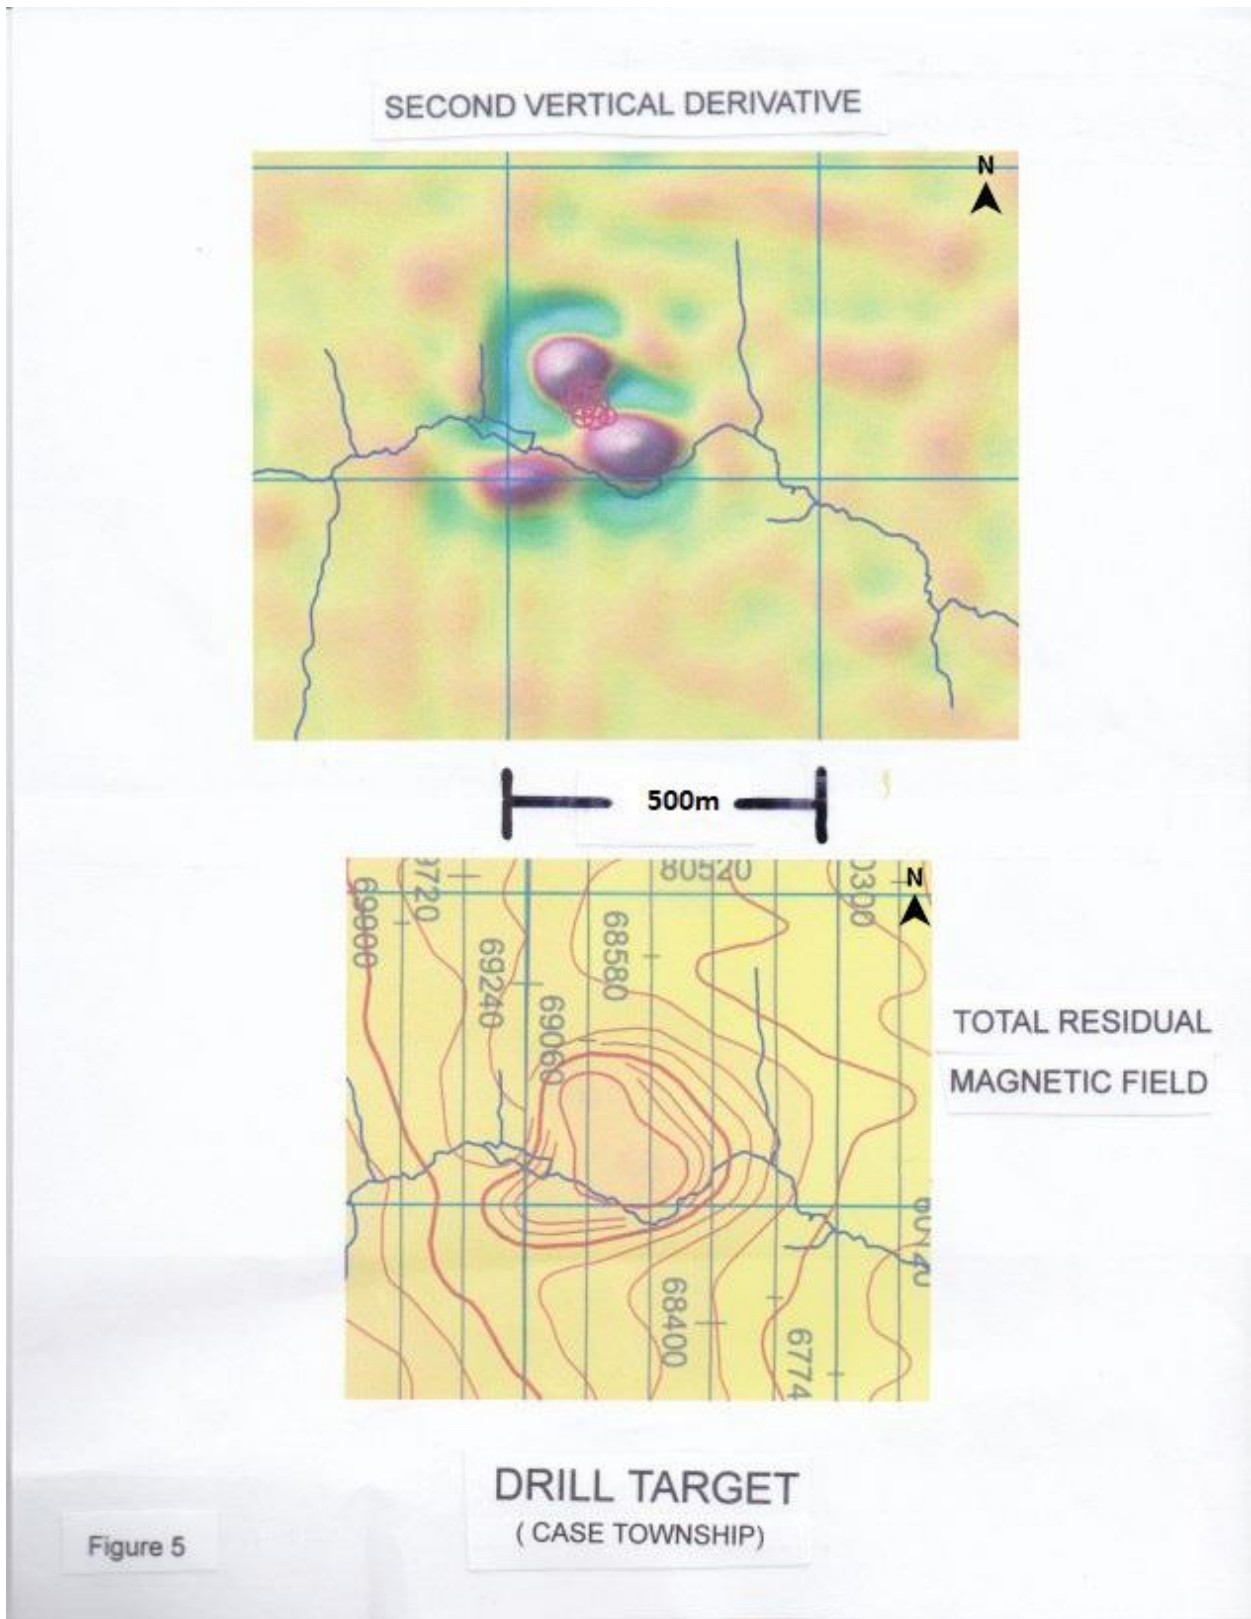 SECOND VERTICAL DERIVATIVE
N
500m
80520
N
69900
69240
69060
68580
TOTAL RESIDUAL
MAGNETIC FIELD
68400
DRILL TARGET
( CASE TOWNSHIP)
Figure 5